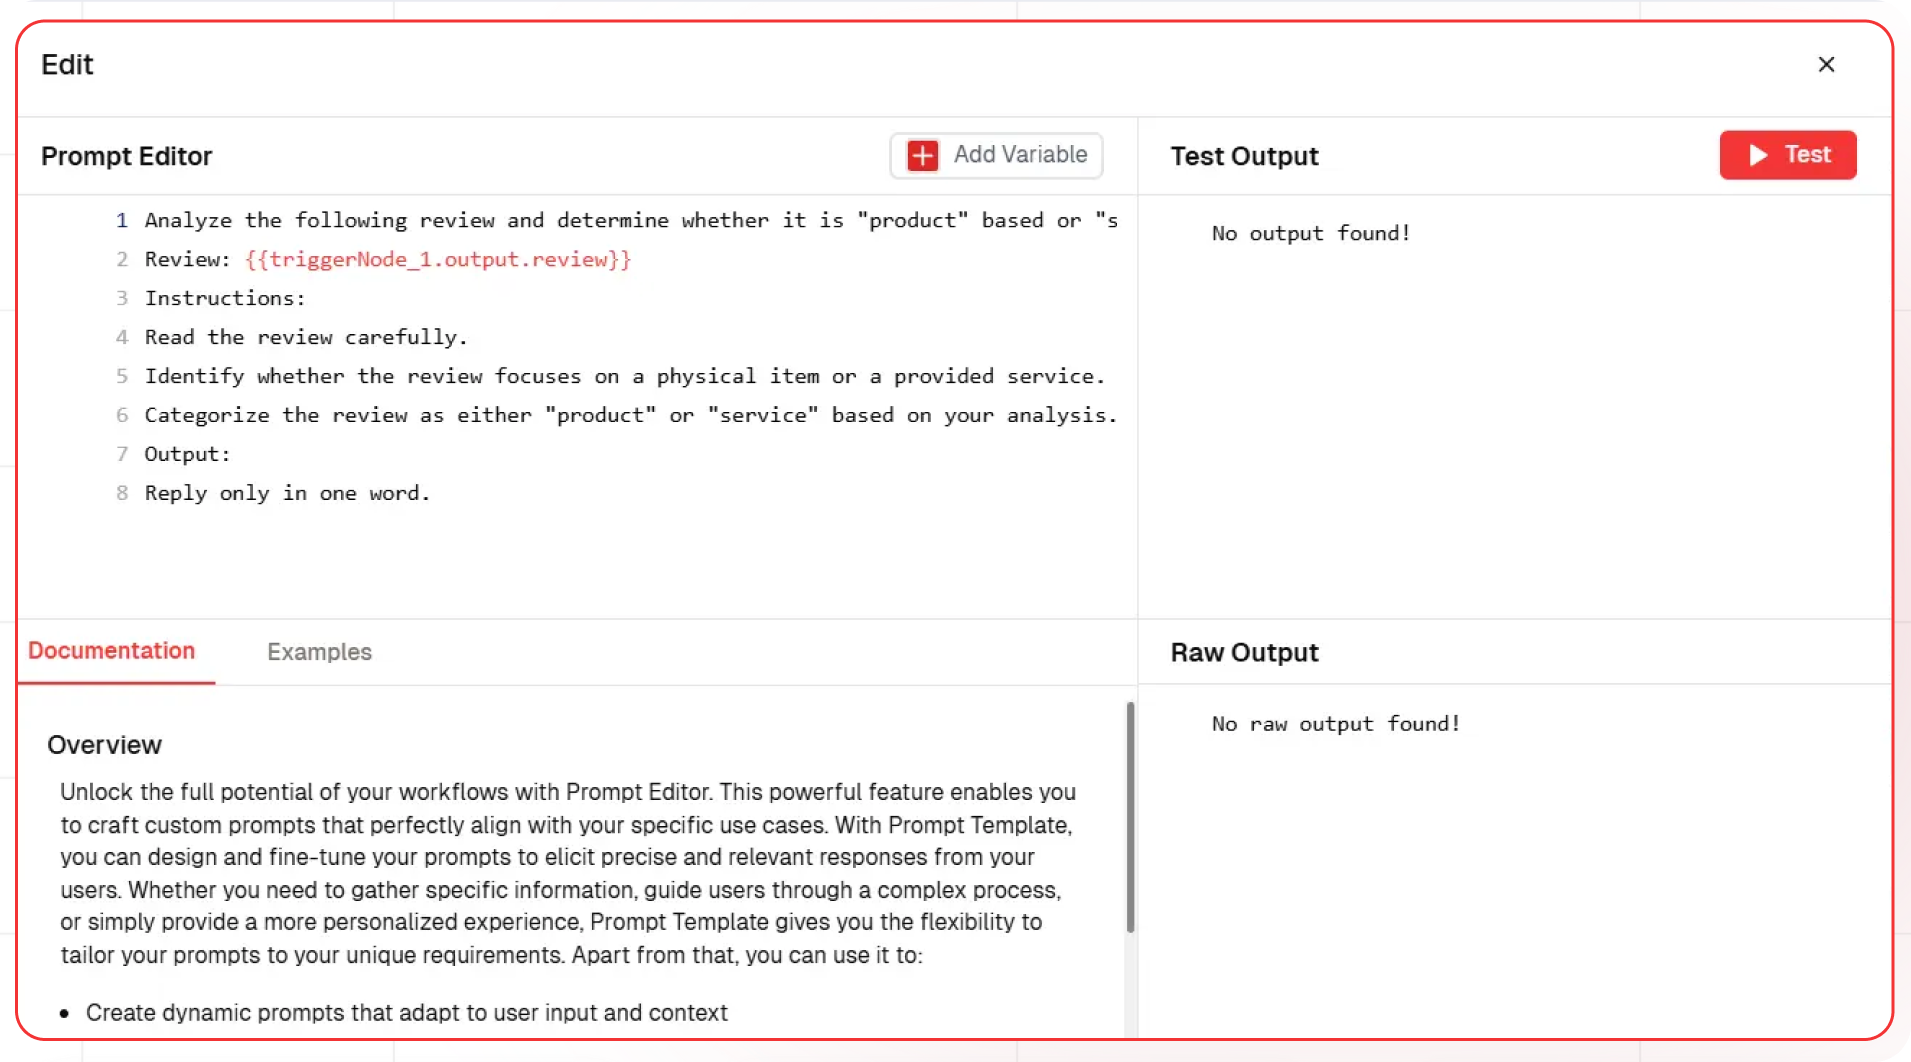 Edit
Prompt Editor
Add Variable
1 Analyze the following review and determine whether it is "product" based or "s
2 Review: {{triggerNode_1.output.review}}
3 Instructions:
4 Read the review carefully.
5 Identify whether the review focuses on a physical item or a provided service.
6 Categorize the review as either "product" or "service" based on your analysis.
7 Output:
8 Reply only in one word.
Test Output
Test
No output found!
Documentation
Examples
Overview
Unlock the full potential of your workflows with Prompt Editor. This powerful feature enables you
to craft custom prompts that perfectly align with your specific use cases. With Prompt Template,
you can design and fine-tune your prompts to elicit precise and relevant responses from your
users. Whether you need to gather specific information, guide users through a complex process,
or simply provide a more personalized experience, Prompt Template gives you the flexibility to
tailor your prompts to your unique requirements. Apart from that, you can use it to:
• Create dynamic prompts that adapt to user input and context
Raw Output
No raw output found!